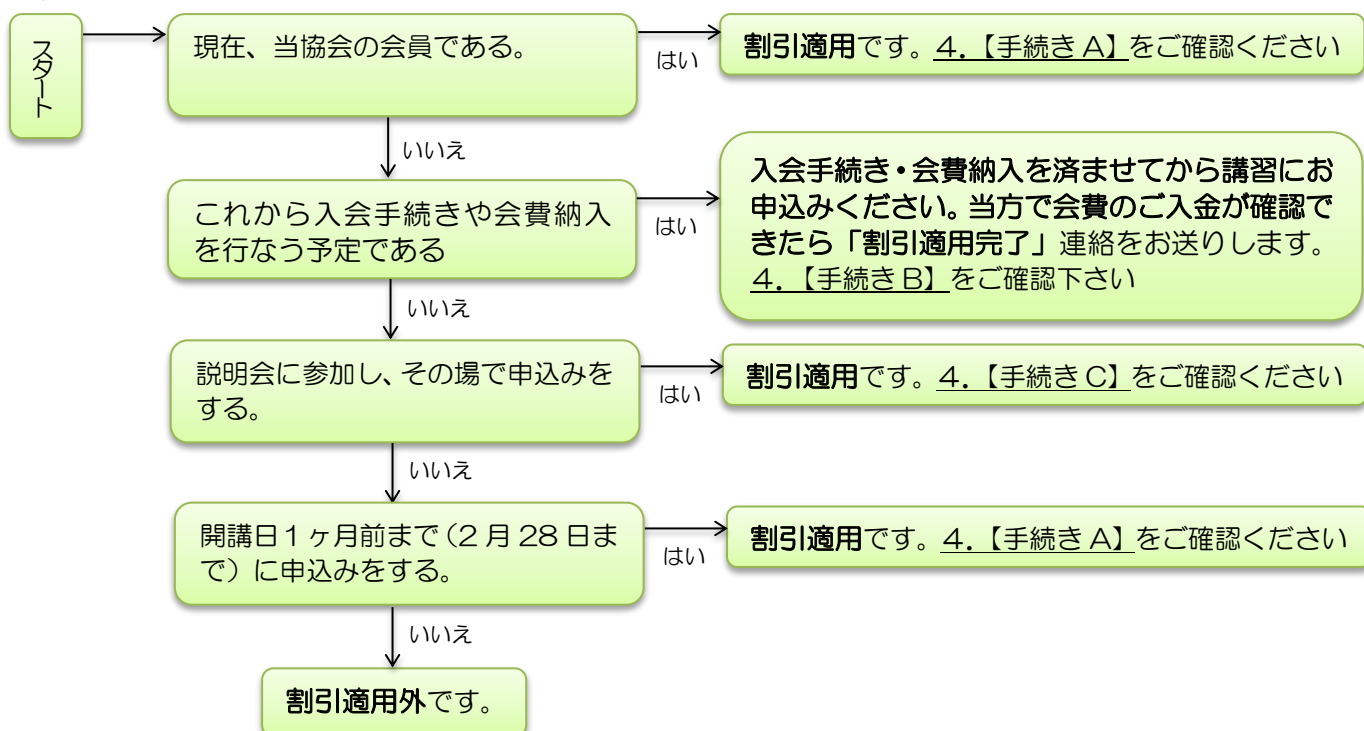 スタート
現在、当協会の会員である。
はい
割引適用です。4.【手続きA】をご確認ください
いいえ
これから入会手続きや会費納入
を行なう予定である
はい
入会手続き・会費納入を済ませてから講習にお
申込みください。当方で会費のご入金が確認で
きたら「割引適用完了」連絡をお送りします。
4.【手続きB】をご確認下さい
いいえ
説明会に参加し、その場で申込みを
する。
はい
割引適用です。4.【手続きC】をご確認ください
いいえ
開講日1ヶ月前まで(2月28日ま
で)に申込みをする。
はい
割引適用です。4.【手続きA】をご確認ください
いいえ
割引適用外です。